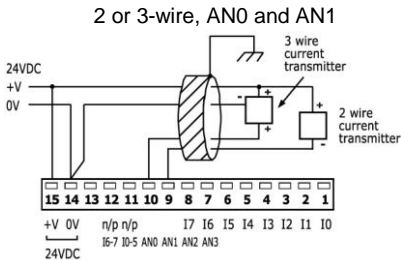 2 or 3-wire, AN0 and AN1
3 wire
current
transmitter
24VDC
+V
0V
+
-
+
+
-
2 wire
current
transmitter
15 14 13 12 11 10 9 8 7 6 5 4 3 2 1
+V 0V n/p n/p I7 I6 I5 I4 I3 I2 I1 I0
I6-7 I0-5 AN0 AN1 AN2 AN3
24VDC